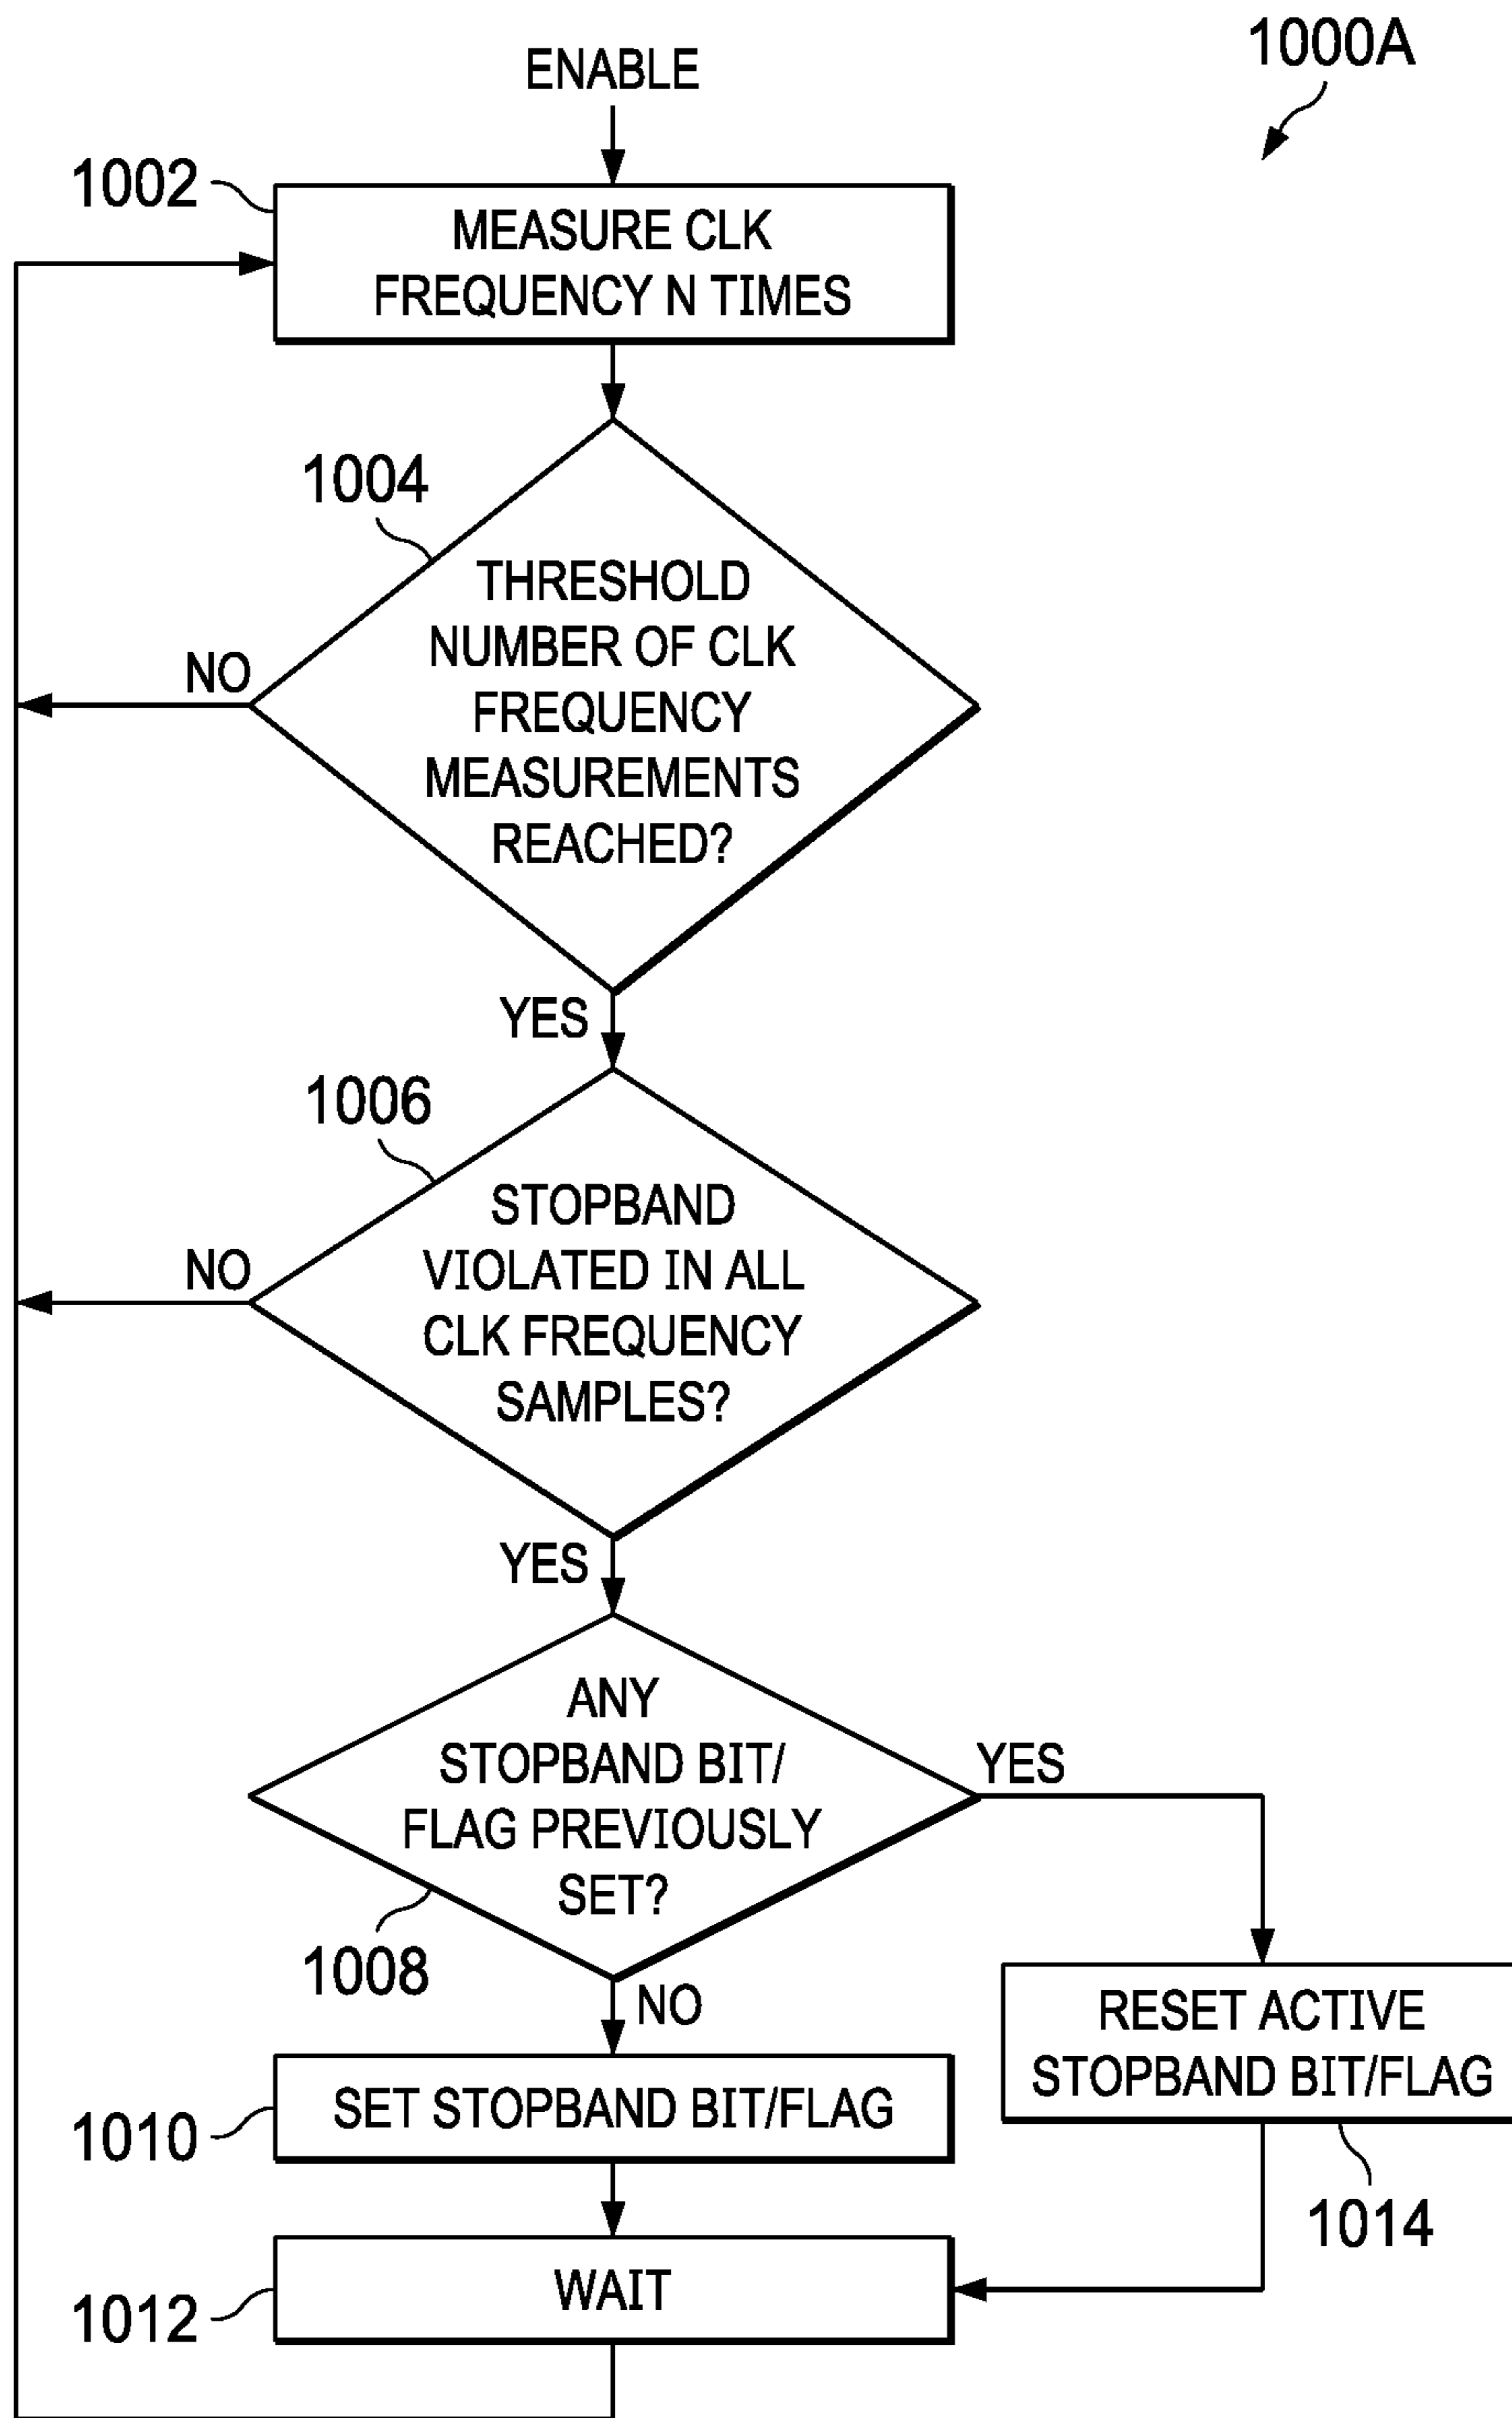 1000A
ENABLE
1002
MEASURE CLK
FREQUENCY N TIMES
1004
THRESHOLD
NUMBER OF CLK
FREQUENCY
MEASUREMENTS
REACHED?
NO
YES
1006
STOPBAND
VIOLATED IN ALL
CLK FREQUENCY
SAMPLES?
NO
YES
ANY
STOPBAND BIT/
FLAG PREVIOUSLY
SET?
YES
1008
NO
RESET ACTIVE
STOPBAND BIT/FLAG
SET STOPBAND BIT/FLAG
1010
1014
WAIT
1012